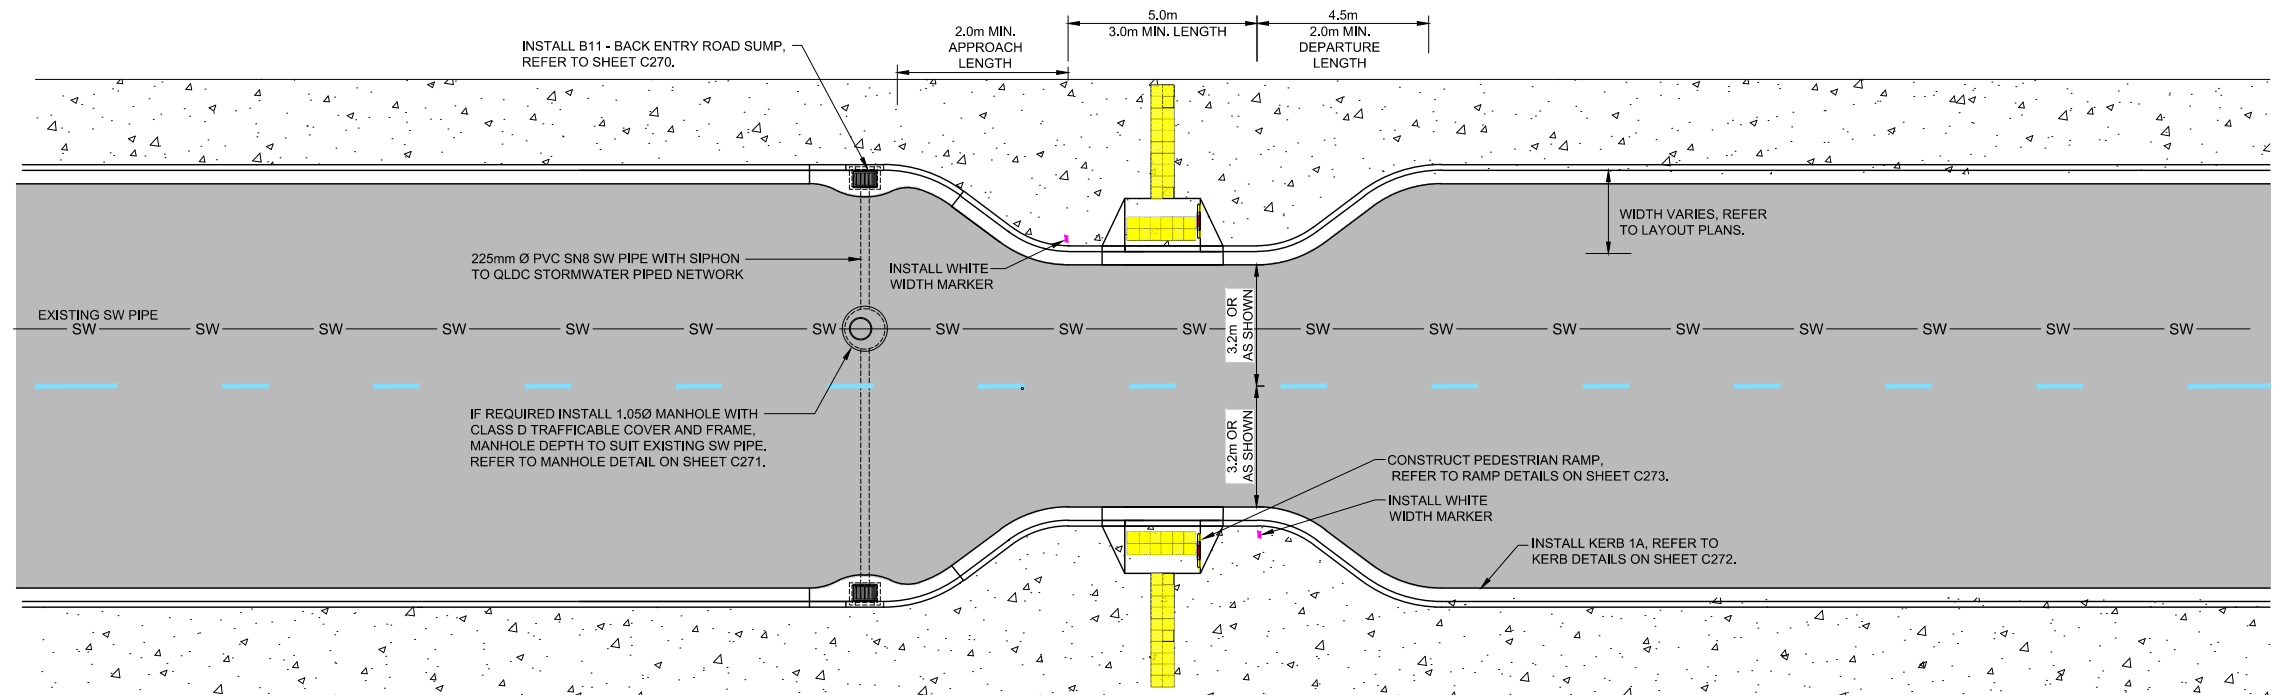 5.0m
3.0m MIN. LENGTH
4.5m
2.0m MIN.
DEPARTURE
LENGTH
2.0m MIN.
APPROACH
LENGTH
INSTALL B11 - BACK ENTRY ROAD SUMP,
REFER TO SHEET C270.
WIDTH VARIES, REFER
TO LAYOUT PLANS.
225mm Ø PVC SN8 SW PIPE WITH SIPHON
TO QLDC STORMWATER PIPED NETWORK
INSTALL WHITE
WIDTH MARKER
3.2m OR
AS SHOWN
EXISTING SW PIPE
SW SW SW SW SW SW SW SW SW SW SW SW SW SW SW SW SW SW
IF REQUIRED INSTALL 1.05Ø MANHOLE WITH
CLASS D TRAFFICABLE COVER AND FRAME,
MANHOLE DEPTH TO SUIT EXISTING SW PIPE.
REFER TO MANHOLE DETAIL ON SHEET C271.
3.2m OR
AS SHOWN
CONSTRUCT PEDESTRIAN RAMP,
REFER TO RAMP DETAILS ON SHEET C273.
INSTALL WHITE
WIDTH MARKER
INSTALL KERB 1A, REFER TO
KERB DETAILS ON SHEET C272.